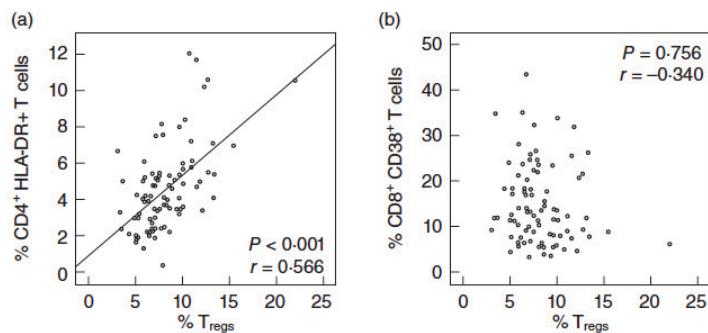 (a)
% CD4⁺ HLA-DR+ T cells
12
10
8
6
4
2
0
P < 0·001
r = 0·566
0 5 10 15 20 25
% Tregs
(b)
% CD8⁺ CD38⁺ T cells
50
40
30
20
10
0
P = 0·756
r = –0·340
0 5 10 15 20 25
% Tregs